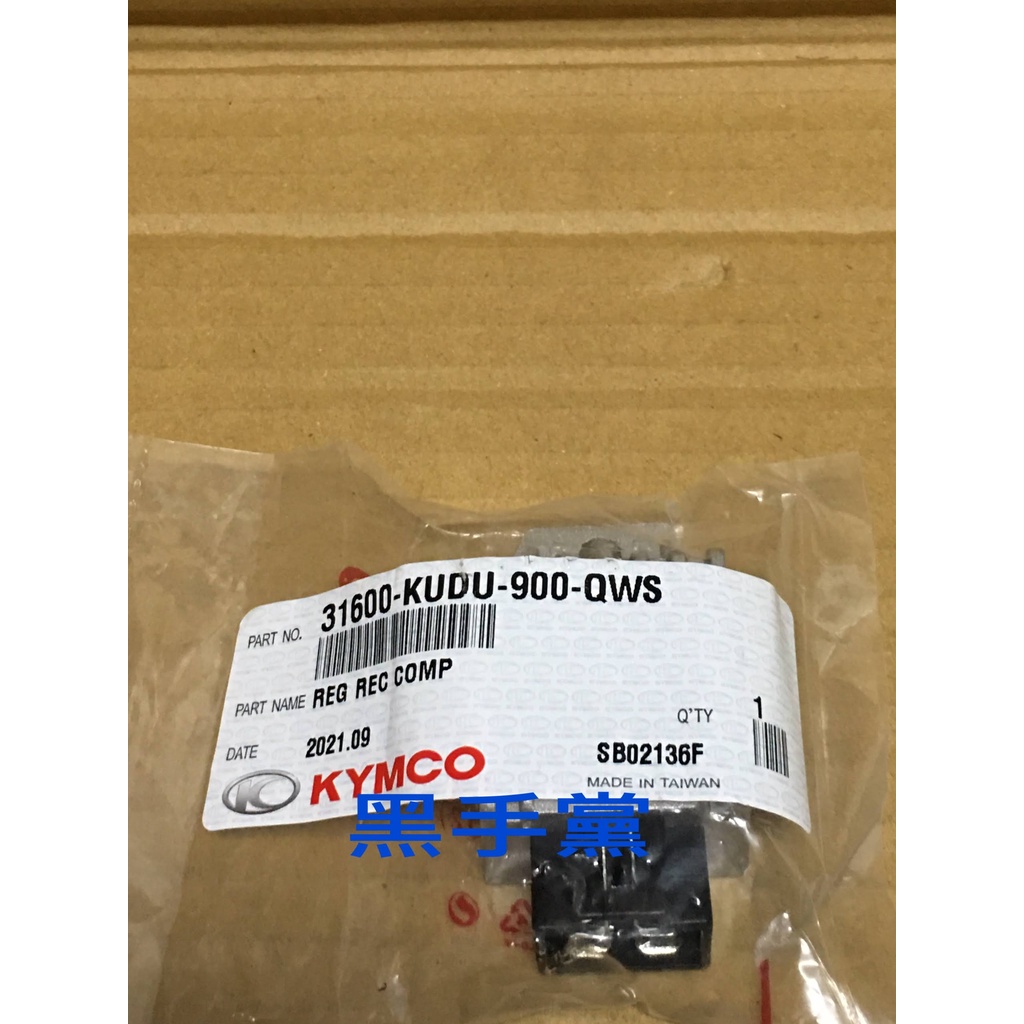 PART NO. 31600-KUDU-900-QWS
PART NAME REG REC COMP
Q'TY 1
DATE 2021.09
SB02136F
KYMCO
MADE IN TAIWAN
黑手黨